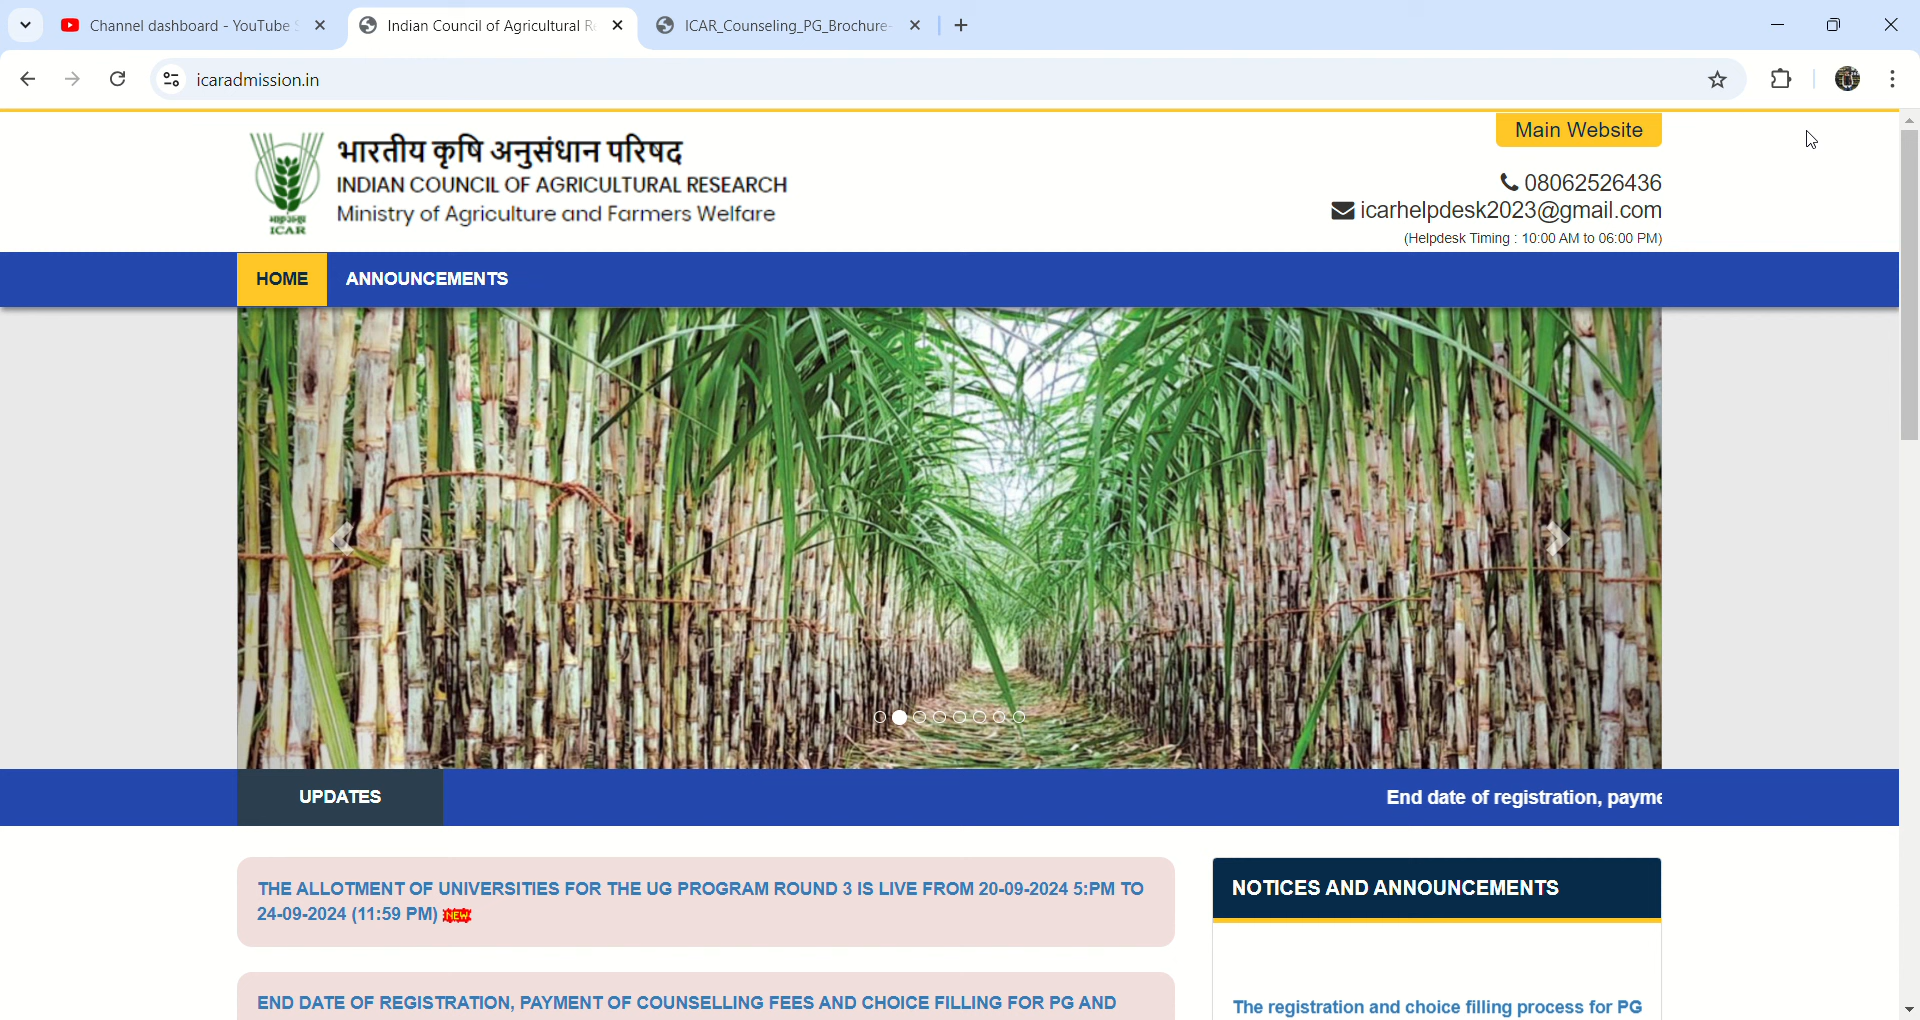 Channel dashboard - YouTube
Indian Council of Agricultural R
ICAR_Counseling_PG_Brochure-
icaradmission.in
Main Website
भारतीय कृषि अनुसंधान परिषद
INDIAN COUNCIL OF AGRICULTURAL RESEARCH
Ministry of Agriculture and Farmers Welfare
ICAR
08062526436
icarhelpdesk2023@gmail.com
(Helpdesk Timing : 10:00 AM to 06:00 PM)
HOME ANNOUNCEMENTS
UPDATES
End date of registration, payme
THE ALLOTMENT OF UNIVERSITIES FOR THE UG PROGRAM ROUND 3 IS LIVE FROM 20-09-2024 5:PM TO
24-09-2024 (11:59 PM) NEW
END DATE OF REGISTRATION, PAYMENT OF COUNSELLING FEES AND CHOICE FILLING FOR PG AND
NOTICES AND ANNOUNCEMENTS
The registration and choice filling process for PG